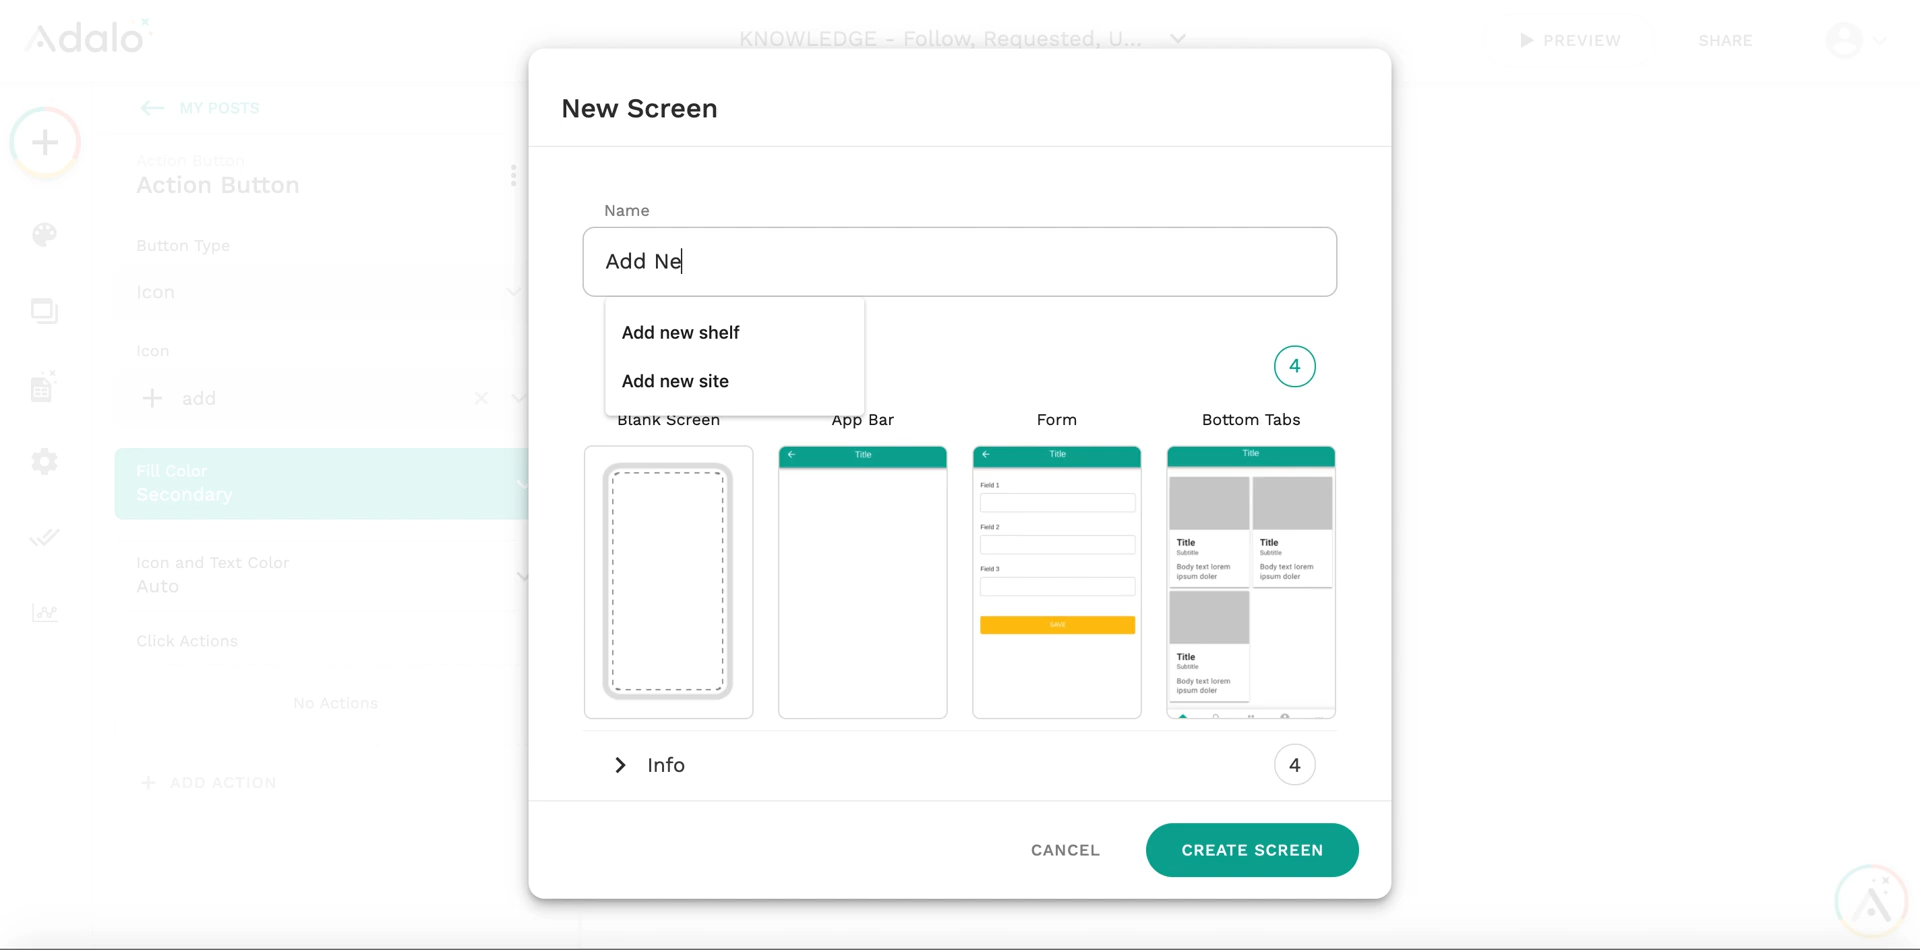 Adalo
KNOWLEDGE - Follow, Requested, U...
PREVIEW
SHARE
MY POSTS
Action Button
Action Button
Button Type
Icon
Icon
add
Fill Color
Secondary
Icon and Text Color
Auto
Click Actions
No Actions
ADD ACTION
New Screen
Name
Add Ne
Add new shelf
Add new site
4
Blank Screen
App Bar
Form
Bottom Tabs
Title
Title
Field 1
Field 2
Field 3
SAVE
Title
Title
Subtitle
Body text lorem
ipsum doler
Title
Subtitle
Body text lorem
ipsum doler
Title
Subtitle
Body text lorem
ipsum doler
Info
4
CANCEL
CREATE SCREEN